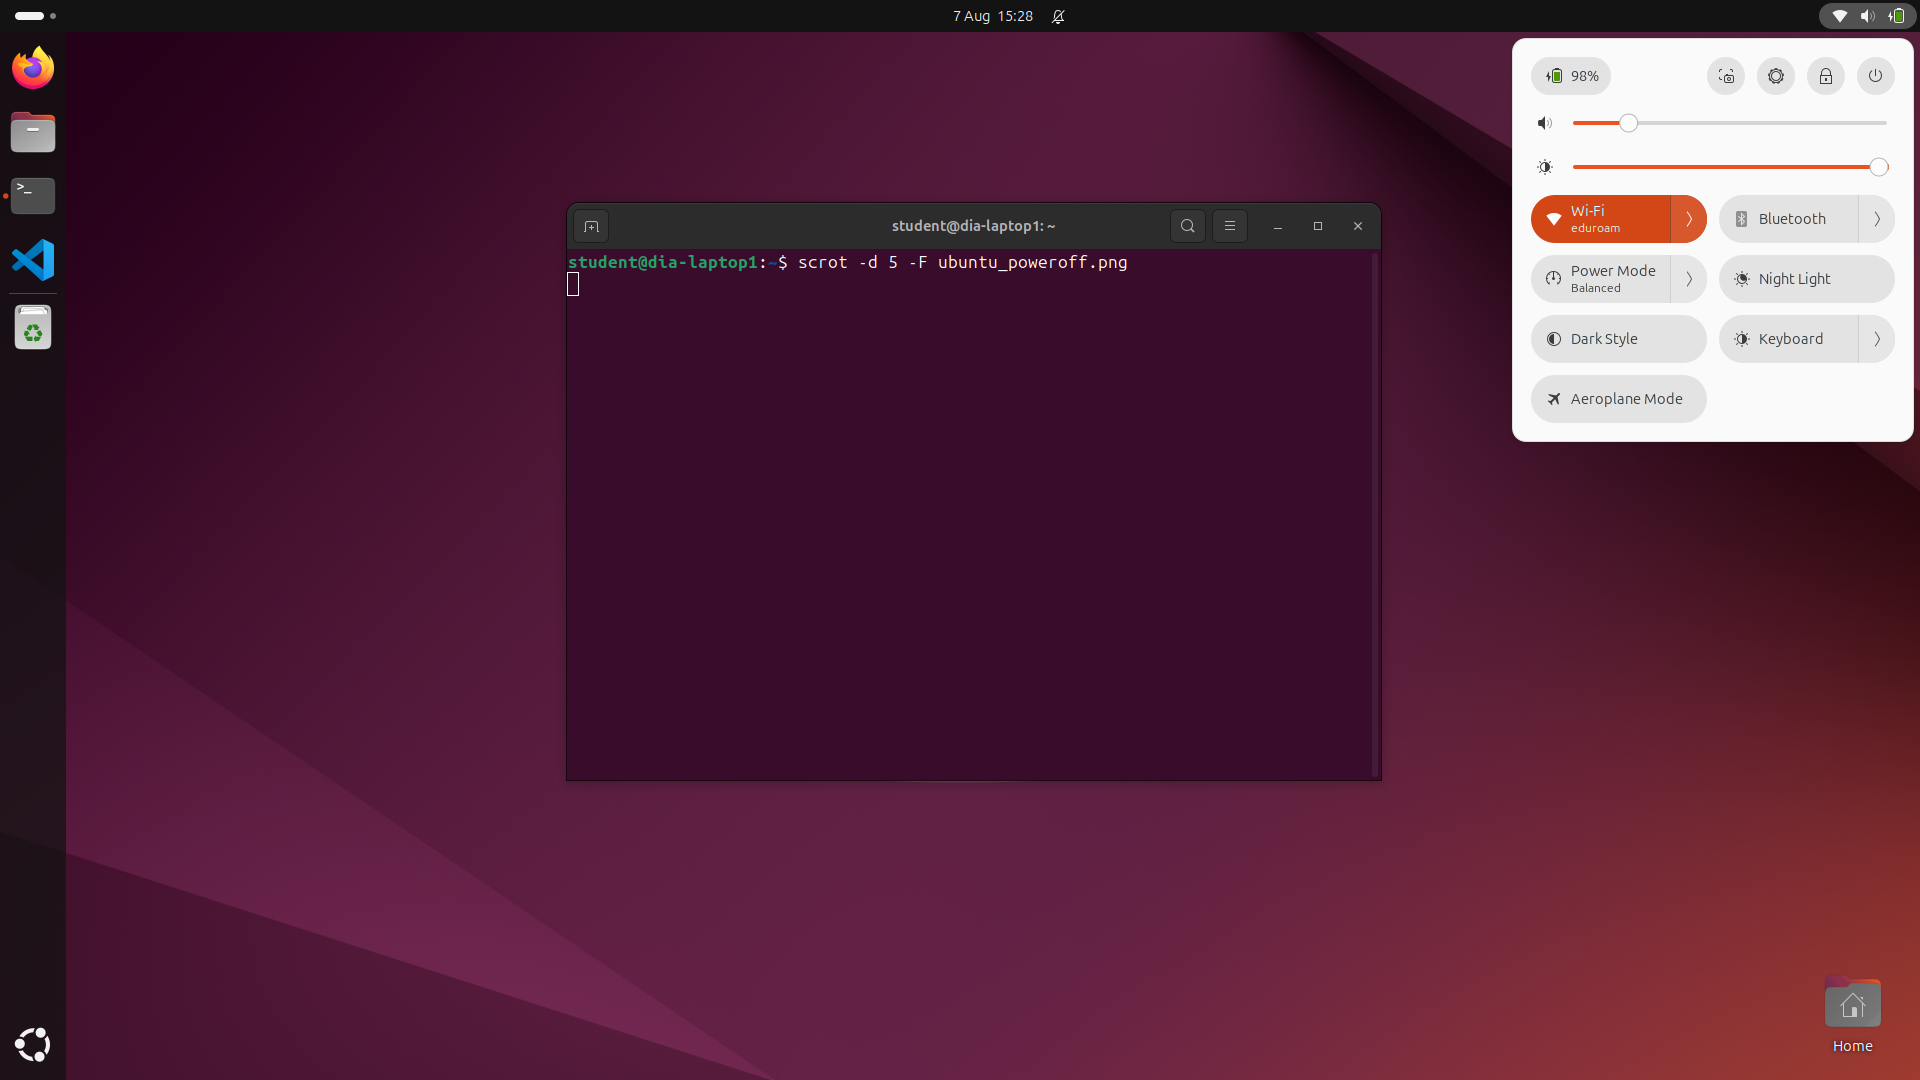 7 Aug 15:28
98%
Wi-Fi
eduroam
Bluetooth
Power Mode
Balanced
Night Light
Dark Style
Keyboard
Aeroplane Mode
student@dia-laptop1: ~
student@dia-laptop1:~$ scrot -d 5 -F ubuntu_poweroff.png
>_
Home